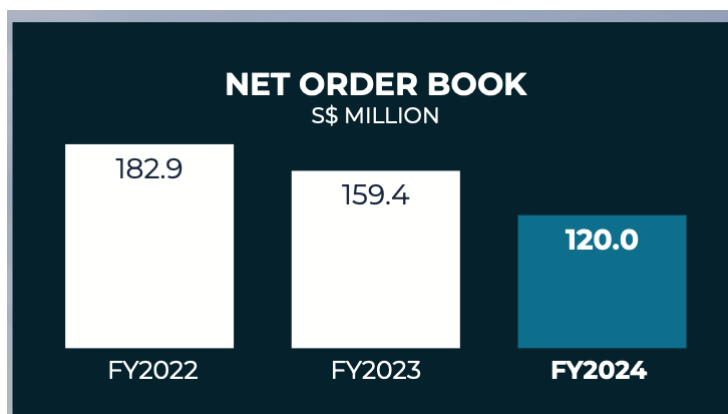 NET ORDER BOOK
S$ MILLION
182.9
159.4
120.0
FY2022
FY2023
FY2024